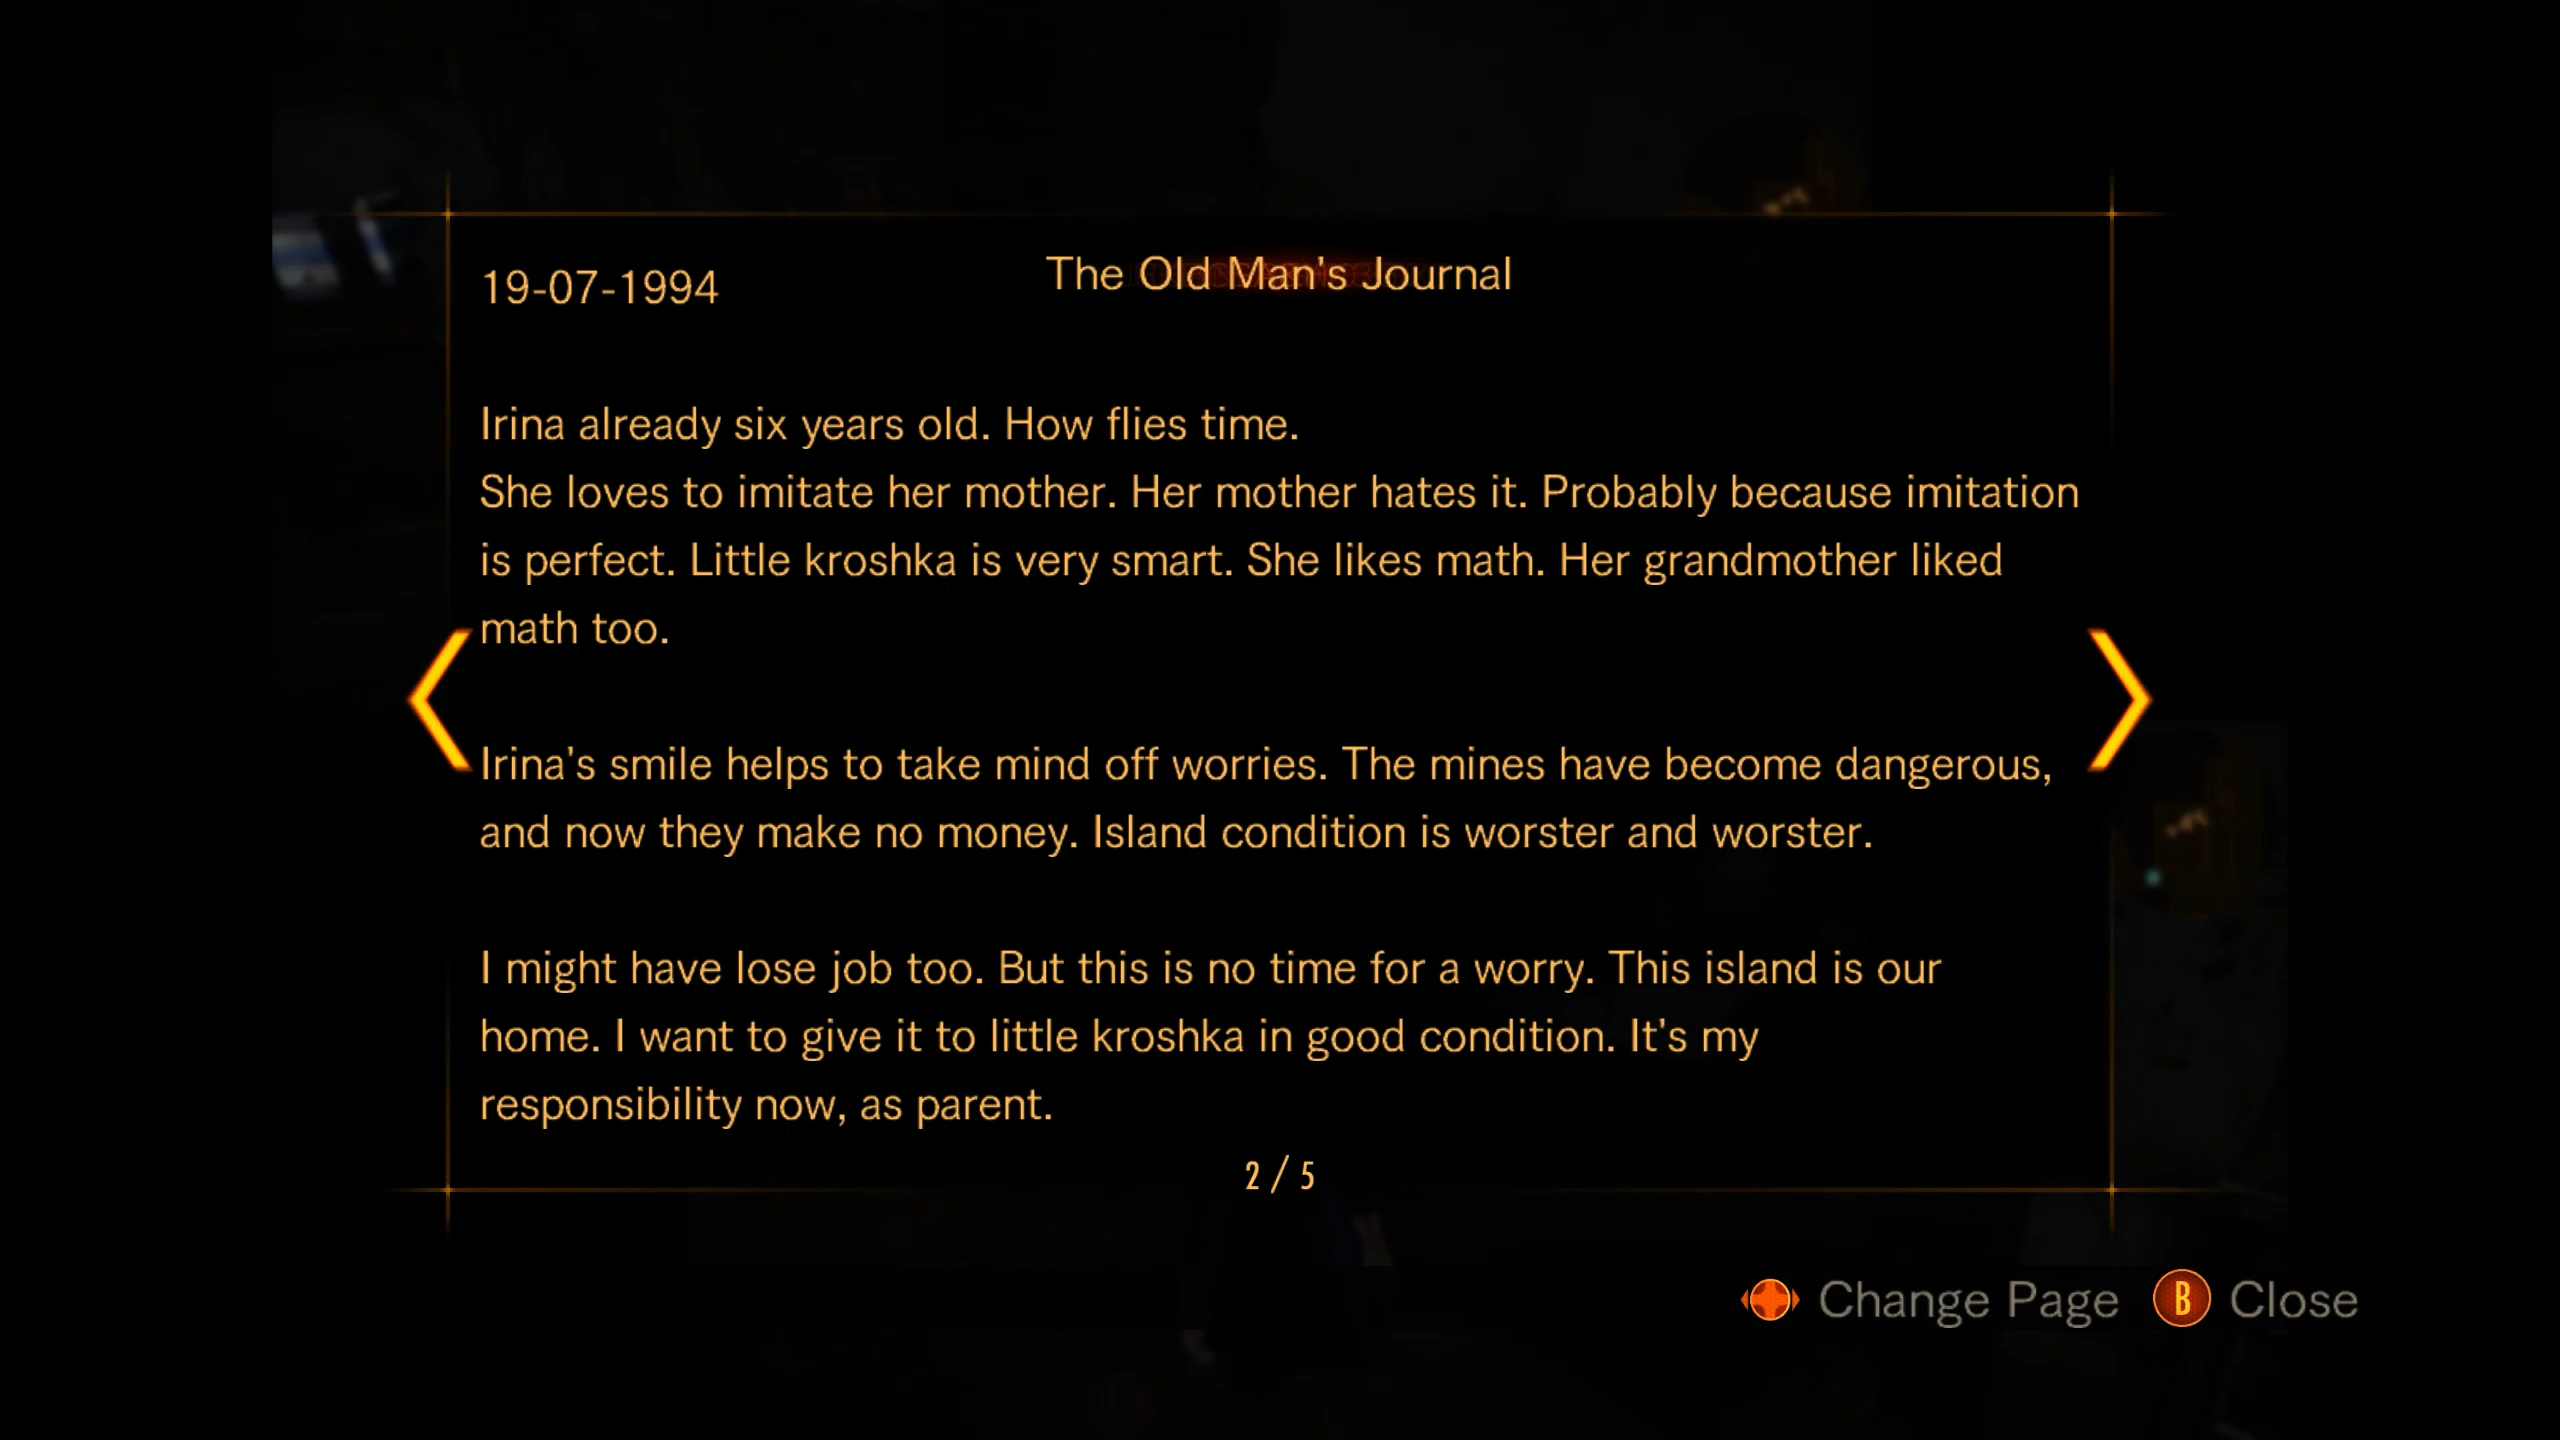 The Old Man's Journal
19-07-1994
Irina already six years old. How flies time.
She loves to imitate her mother. Her mother hates it. Probably because imitation
is perfect. Little kroshka is very smart. She likes math. Her grandmother liked
math too.
Irina's smile helps to take mind off worries. The mines have become dangerous,
and now they make no money. Island condition is worster and worster.
I might have lose job too. But this is no time for a worry. This island is our
home. I want to give it to little kroshka in good condition. It's my
responsibility now, as parent.
2 / 5
Change Page B Close